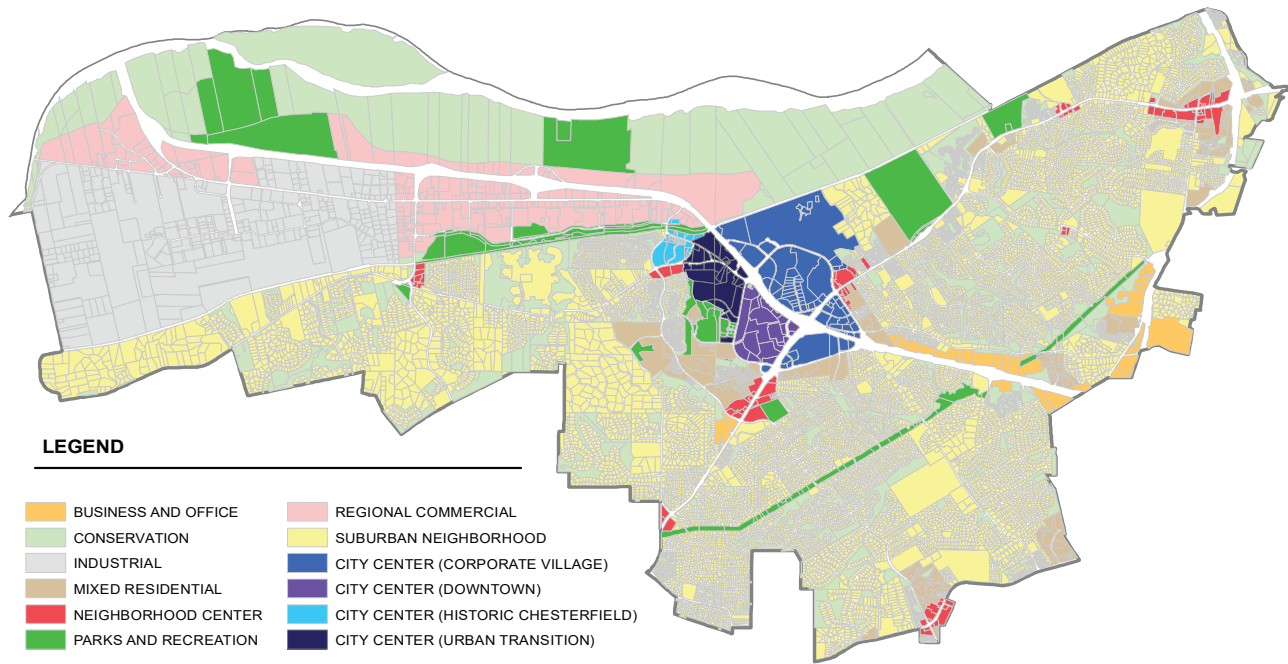 LEGEND
BUSINESS AND OFFICE
CONSERVATION
INDUSTRIAL
MIXED RESIDENTIAL
NEIGHBORHOOD CENTER
PARKS AND RECREATION
REGIONAL COMMERCIAL
SUBURBAN NEIGHBORHOOD
CITY CENTER (CORPORATE VILLAGE)
CITY CENTER (DOWNTOWN)
CITY CENTER (HISTORIC CHESTERFIELD)
CITY CENTER (URBAN TRANSITION)